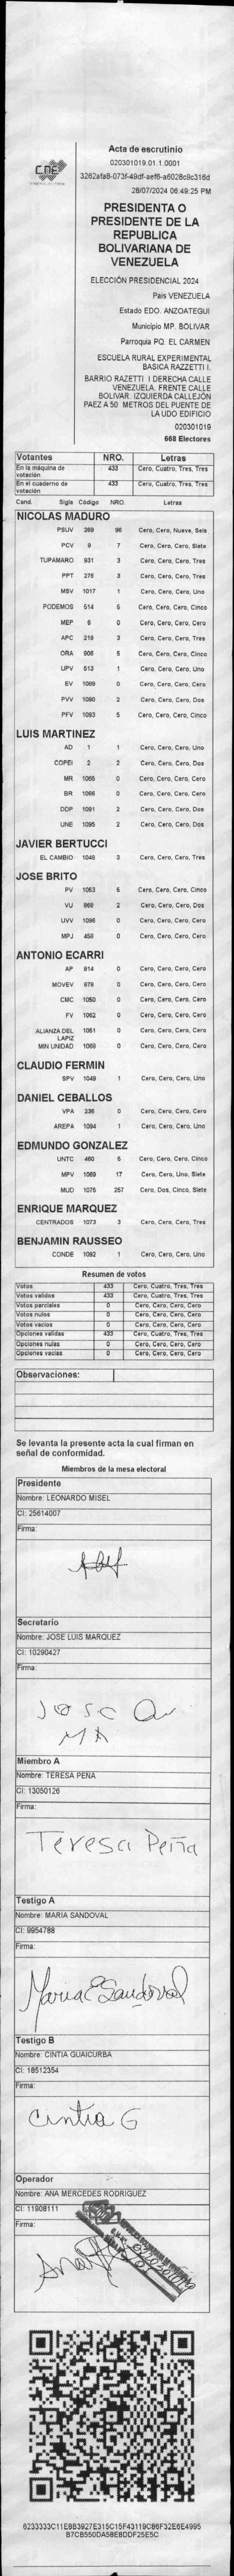 CNE
Acta de escrutinio
020301019.01.1.0001
3262afa8-073f-49df-aef6-a6028c8c316d
28/07/2024 06:49:25 PM
PRESIDENTA O
PRESIDENTE DE LA
REPUBLICA
BOLIVARIANA DE
VENEZUELA
ELECCIÓN PRESIDENCIAL 2024
País VENEZUELA
Estado EDO. ANZOATEGUI
Municipio MP. BOLIVAR
Parroquia PQ. EL CARMEN
ESCUELA RURAL EXPERIMENTAL
BASICA RAZZETTI I.
BARRIO RAZETTI I DERECHA CALLE
VENEZUELA. FRENTE CALLE
BOLIVAR. IZQUIERDA CALLEJÓN
PAEZ A 50 METROS DEL PUENTE DE
LA UDO EDIFICIO
020301019
668 Electores
Votantes NRO. Letras
En la máquina de votación 433 Cero, Cuatro, Tres, Tres
En el cuaderno de votación 433 Cero, Cuatro, Tres, Tres
Cand. Sigla Código NRO. Letras
NICOLAS MADURO
PSUV 269 96 Cero, Cero, Nueve, Seis
PCV 9 7 Cero, Cero, Cero, Siete
TUPAMARO 931 3 Cero, Cero, Cero, Tres
PPT 276 3 Cero, Cero, Cero, Tres
MSV 1017 1 Cero, Cero, Cero, Uno
PODEMOS 514 5 Cero, Cero, Cero, Cinco
MEP 6 0 Cero, Cero, Cero, Cero
APC 219 3 Cero, Cero, Cero, Tres
ORA 906 5 Cero, Cero, Cero, Cinco
UPV 513 1 Cero, Cero, Cero, Uno
EV 1089 0 Cero, Cero, Cero, Cero
PVV 1090 2 Cero, Cero, Cero, Dos
PFV 1093 5 Cero, Cero, Cero, Cinco
LUIS MARTINEZ
AD 1 1 Cero, Cero, Cero, Uno
COPEI 2 2 Cero, Cero, Cero, Dos
MR 1065 0 Cero, Cero, Cero, Cero
BR 1066 0 Cero, Cero, Cero, Cero
DDP 1091 2 Cero, Cero, Cero, Dos
UNE 1095 2 Cero, Cero, Cero, Dos
JAVIER BERTUCCI
EL CAMBIO 1048 3 Cero, Cero, Cero, Tres
JOSE BRITO
PV 1053 5 Cero, Cero, Cero, Cinco
VU 868 2 Cero, Cero, Cero, Dos
UVV 1096 0 Cero, Cero, Cero, Cero
MPJ 458 0 Cero, Cero, Cero, Cero
ANTONIO ECARRI
AP 814 0 Cero, Cero, Cero, Cero
MOVEV 979 0 Cero, Cero, Cero, Cero
CMC 1050 0 Cero, Cero, Cero, Cero
FV 1062 0 Cero, Cero, Cero, Cero
ALIANZA DEL LAPIZ 1051 0 Cero, Cero, Cero, Cero
MIN UNIDAD 1069 0 Cero, Cero, Cero, Cero
CLAUDIO FERMIN
SPV 1049 1 Cero, Cero, Cero, Uno
DANIEL CEBALLOS
VPA 236 0 Cero, Cero, Cero, Cero
AREPA 1094 1 Cero, Cero, Cero, Uno
EDMUNDO GONZALEZ
UNTC 460 5 Cero, Cero, Cero, Cinco
MPV 1068 17 Cero, Cero, Uno, Siete
MUD 1075 257 Cero, Dos, Cinco, Siete
ENRIQUE MARQUEZ
CENTRADOS 1073 3 Cero, Cero, Cero, Tres
BENJAMIN RAUSSEO
CONDE 1092 1 Cero, Cero, Cero, Uno
Resumen de votos
Votos 433 Cero, Cuatro, Tres, Tres
Votos validos 433 Cero, Cuatro, Tres, Tres
Votos parciales 0 Cero, Cero, Cero, Cero
Votos nulos 0 Cero, Cero, Cero, Cero
Votos vacios 0 Cero, Cero, Cero, Cero
Opciones validas 433 Cero, Cuatro, Tres, Tres
Opciones nulas 0 Cero, Cero, Cero, Cero
Opciones vacias 0 Cero, Cero, Cero, Cero
Observaciones:
Se levanta la presente acta la cual firman en
señal de conformidad.
Miembros de la mesa electoral
Presidente
Nombre: LEONARDO MISEL
CI: 25614007
Firma:
Secretario
Nombre: JOSE LUIS MARQUEZ
CI: 10290427
Firma:
Miembro A
Nombre: TERESA PEÑA
CI: 13050126
Firma:
Teresa Peña
Testigo A
Nombre: MARIA SANDOVAL
CI: 9954788
Firma:
Maria E Sandoval
Testigo B
Nombre: CINTIA GUAICURBA
CI: 18512354
Firma:
Cintia G
Operador
Nombre: ANA MERCEDES RODRIGUEZ
CI: 11908111
Firma:
6233333C11E8B3927E315C15F43119C86F32E6E4995
B7CB550DA58E8DDF25E5C